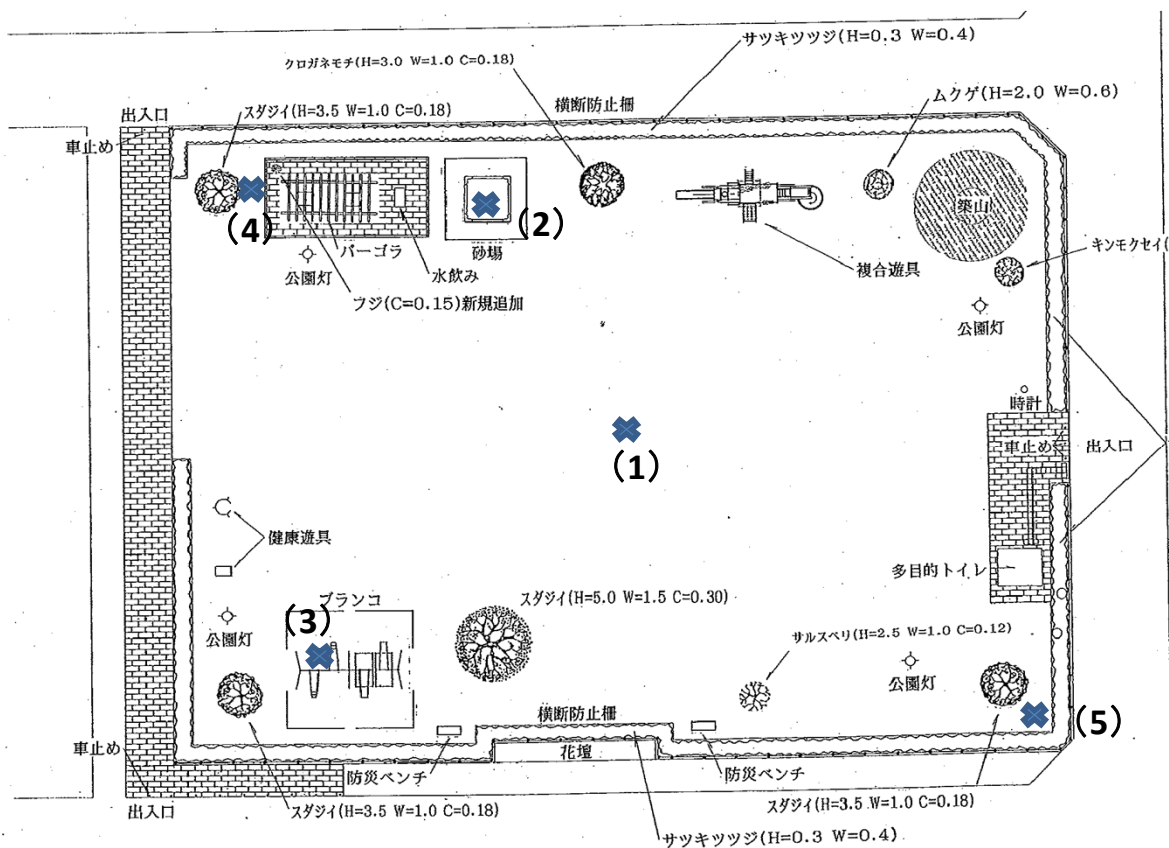 サツキツツジ(H=0.3 W=0.4)
クロガネモチ(H=3.0 W=1.0 C=0.18)
ムクゲ(H=2.0 W=0.6)
横断防止柵
出入口
スダジイ(H=3.5 W=1.0 C=0.18)
車止め
築山
(4)
(2)
パーゴラ
砂場
キンモクセイ(
公園灯
水飲み
複合遊具
フジ(C=0.15)新規追加
公園灯
時計
(1)
車止め
出入口
健康遊具
多目的トイレ
ブランコ
スダジイ(H=5.0 W=1.5 C=0.30)
(3)
公園灯
サルスベリ(H=2.5 W=1.0 C=0.12)
公園灯
横断防止柵
(5)
車止め
花壇
防災ベンチ
防災ベンチ
出入口
スダジイ(H=3.5 W=1.0 C=0.18)
スダジイ(H=3.5 W=1.0 C=0.18)
サツキツツジ(H=0.3 W=0.4)